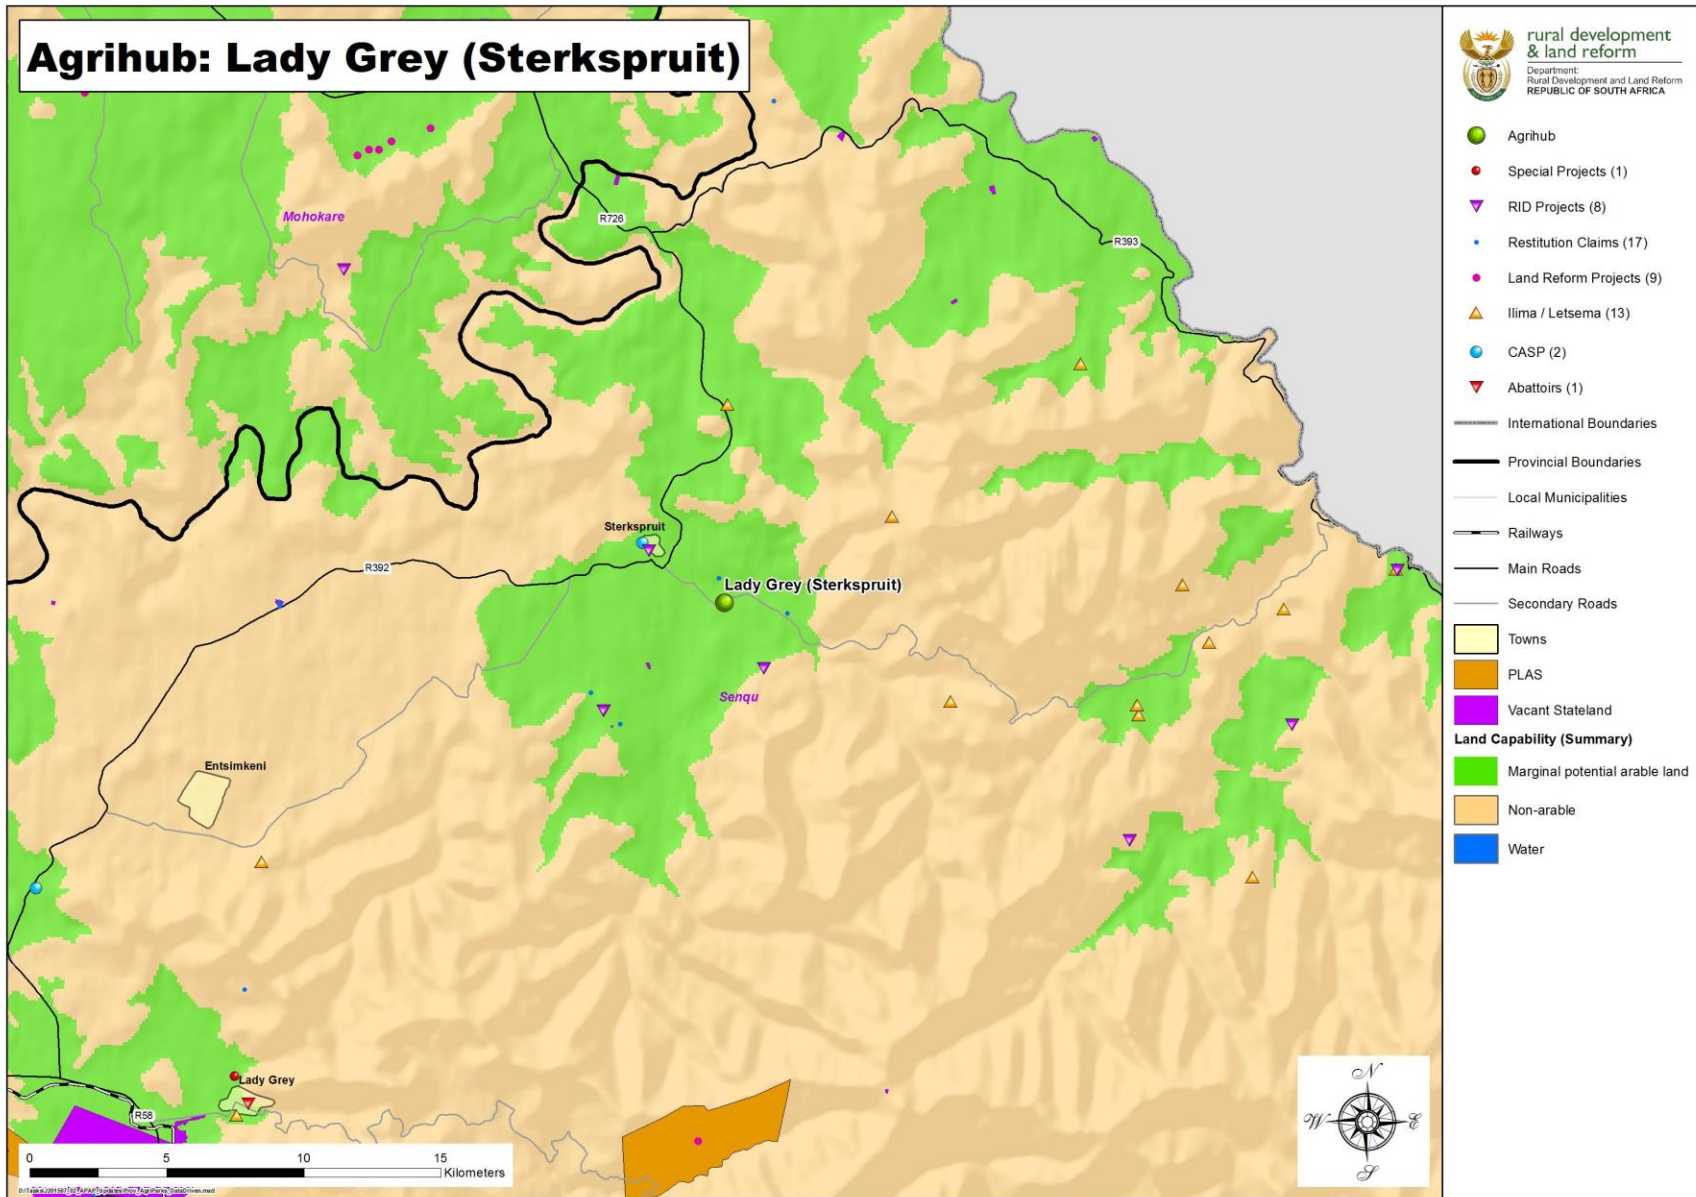 Agrihub: Lady Grey (Sterkspruit)
Mohokare
R726
R393
Sterkspruit
R392
Lady Grey (Sterkspruit)
Senqu
Entsimkeni
Lady Grey
R58
0 5 10 15
Kilometers
N
W E
S
rural development
& land reform
Department:
Rural Development and Land Reform
REPUBLIC OF SOUTH AFRICA
Agrihub
Special Projects (1)
RID Projects (8)
Restitution Claims (17)
Land Reform Projects (9)
Ilima / Letsema (13)
CASP (2)
Abattoirs (1)
International Boundaries
Provincial Boundaries
Local Municipalities
Railways
Main Roads
Secondary Roads
Towns
PLAS
Vacant Stateland
Land Capability (Summary)
Marginal potential arable land
Non-arable
Water